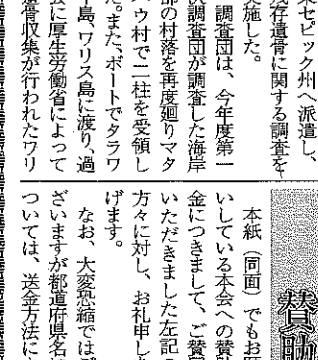 東セピック州へ派遣し、
残存遺骨に関する調査を
実施した。
調査団は、今年度第一
次調査団が調査した海岸
部の村落を再度廻りマタ
ウ村で二柱を受領し
た。また、ボートでタラワ
半島、ワリス島に渡り、過
去に厚生労働省によって
遺骨収集が行われたワリ
賛助
本紙（同面）でもお
いしている本会への賛
金につきまして、ご賛
いただきました左記
方々に対し、お礼申し
げます。
なお、大変恐縮では
ざいますが都道府県名
ついては、送金方法に